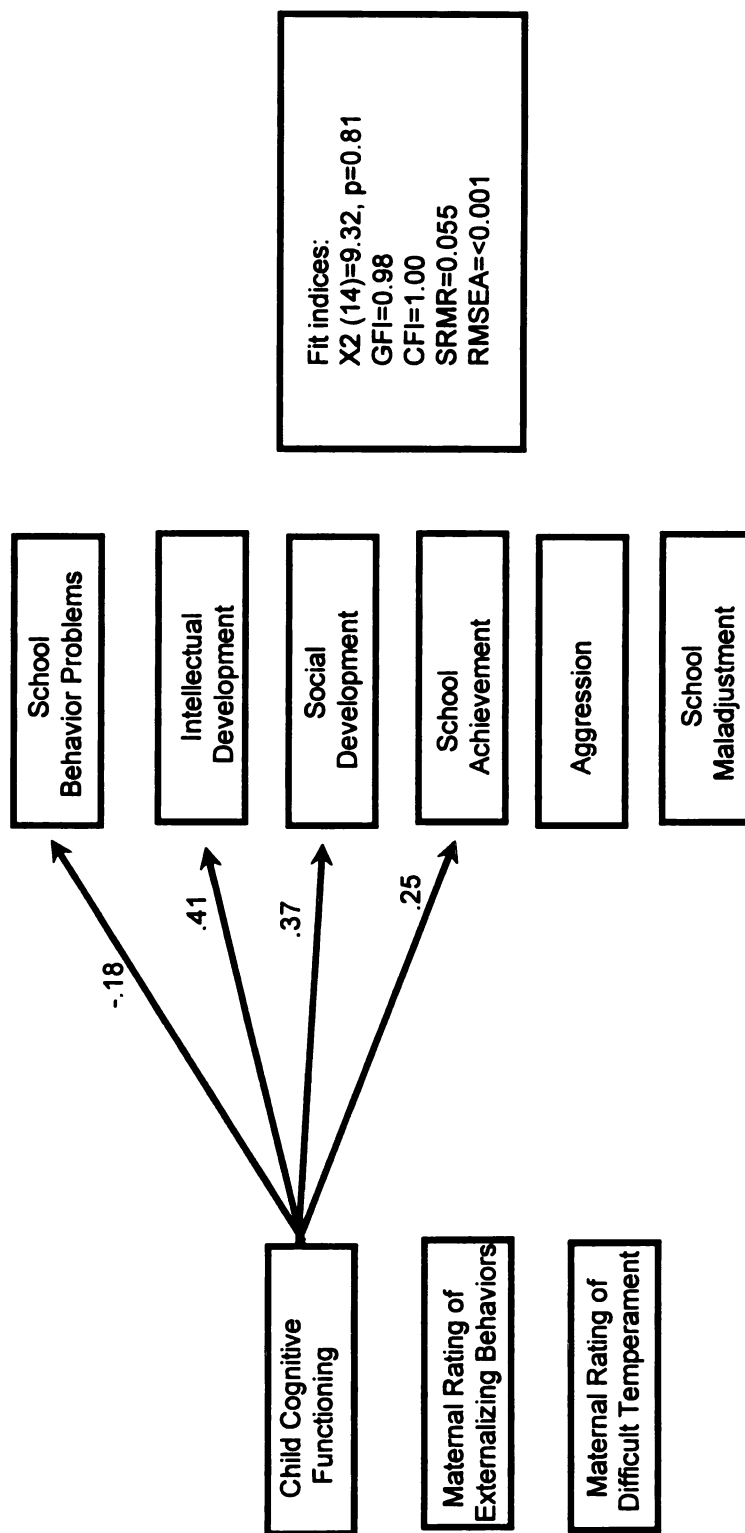 Child Cognitive
Functioning
Maternal Rating of
Externalizing Behaviors
Maternal Rating of
Difficult Temperament
-.18
.41
.37
.25
School
Behavior Problems
Intellectual
Development
Social
Development
School
Achievement
Aggression
School
Maladjustment
Fit indices:
X2 (14)=9.32, p=0.81
GFI=0.98
CFI=1.00
SRMR=0.055
RMSEA=<0.001